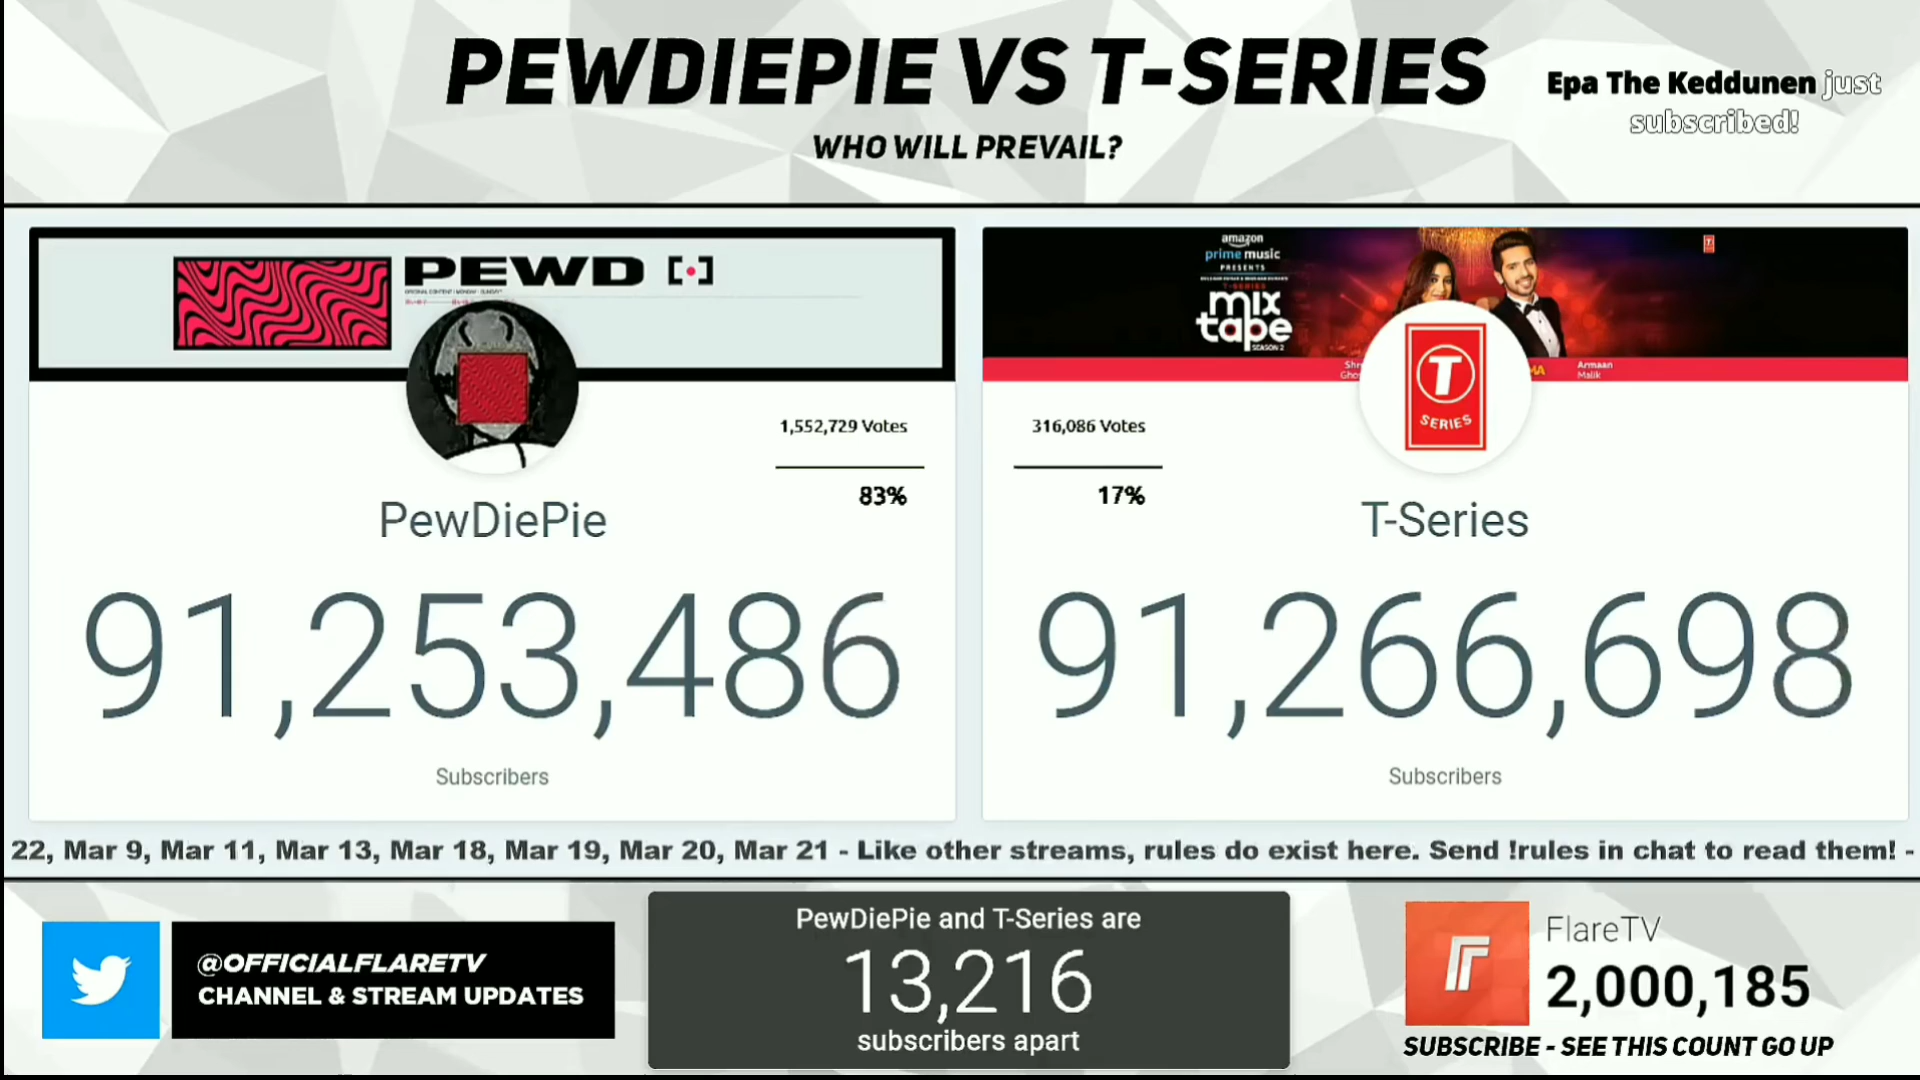 PEWDIEPIE VS T-SERIES
WHO WILL PREVAIL?
Epa The Keddunen just
subscribed!
PEWD [·]
amazon
prime music
PRESENTS
T-SERIES
mix
tape
SEASON 2
Armaan
Malik
T
SERIES
1,552,729 Votes
83%
PewDiePie
91,253,486
Subscribers
316,086 Votes
17%
T-Series
91,266,698
Subscribers
22, Mar 9, Mar 11, Mar 13, Mar 18, Mar 19, Mar 20, Mar 21 - Like other streams, rules do exist here. Send !rules in chat to read them! -
@OFFICIALFLARETV
CHANNEL & STREAM UPDATES
PewDiePie and T-Series are
13,216
subscribers apart
FlareTV
2,000,185
SUBSCRIBE - SEE THIS COUNT GO UP